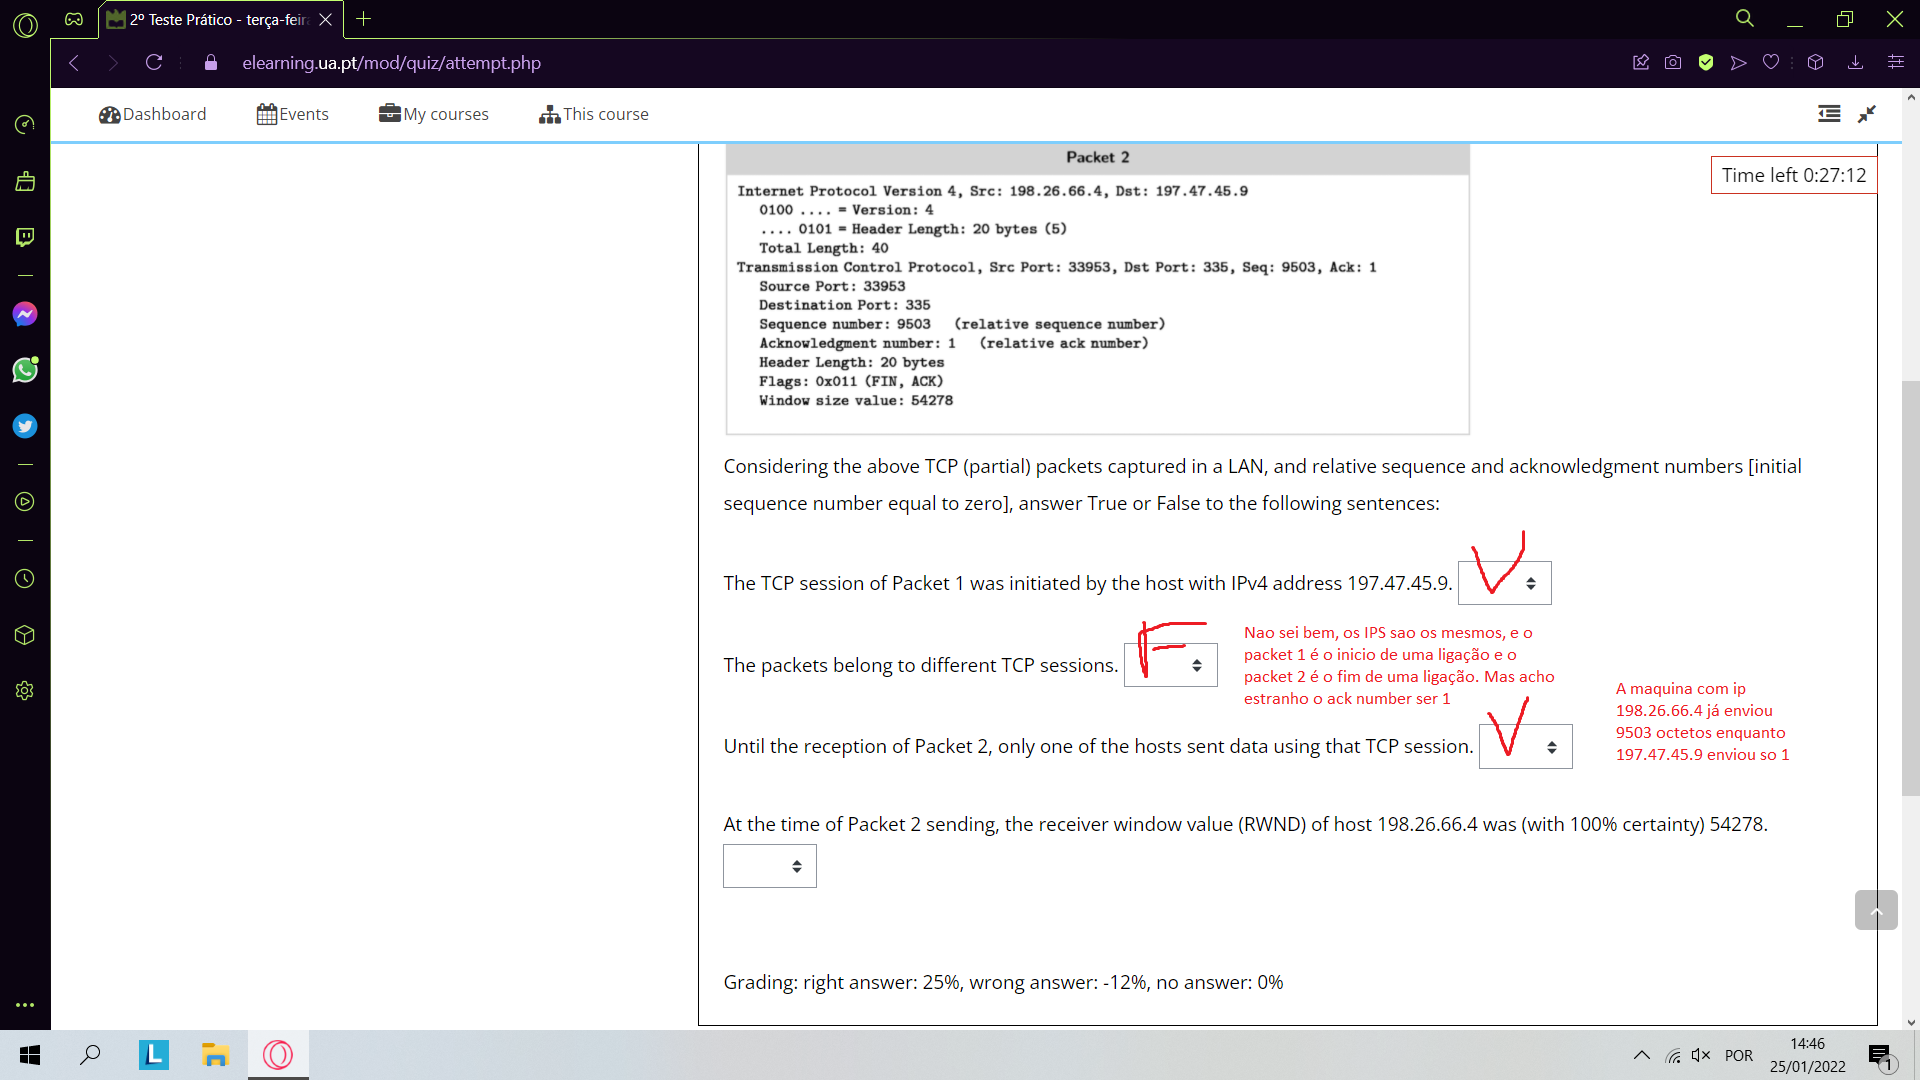 2º Teste Prático - terça-feir
elearning.ua.pt/mod/quiz/attempt.php
Dashboard Events My courses This course
Time left 0:27:12
Packet 2
Internet Protocol Version 4, Src: 198.26.66.4, Dst: 197.47.45.9
0100 .... = Version: 4
.... 0101 = Header Length: 20 bytes (5)
Total Length: 40
Transmission Control Protocol, Src Port: 33953, Dst Port: 335, Seq: 9503, Ack: 1
Source Port: 33953
Destination Port: 335
Sequence number: 9503 (relative sequence number)
Acknowledgment number: 1 (relative ack number)
Header Length: 20 bytes
Flags: 0x011 (FIN, ACK)
Window size value: 54278
Considering the above TCP (partial) packets captured in a LAN, and relative sequence and acknowledgment numbers [initial
sequence number equal to zero], answer True or False to the following sentences:
The TCP session of Packet 1 was initiated by the host with IPv4 address 197.47.45.9. V
The packets belong to different TCP sessions. F
Nao sei bem, os IPS sao os mesmos, e o
packet 1 é o inicio de uma ligação e o
packet 2 é o fim de uma ligação. Mas acho
estranho o ack number ser 1
Until the reception of Packet 2, only one of the hosts sent data using that TCP session. V
A maquina com ip
198.26.66.4 já enviou
9503 octetos enquanto
197.47.45.9 enviou so 1
At the time of Packet 2 sending, the receiver window value (RWND) of host 198.26.66.4 was (with 100% certainty) 54278.
Grading: right answer: 25%, wrong answer: -12%, no answer: 0%
L
POR
14:46
25/01/2022
1